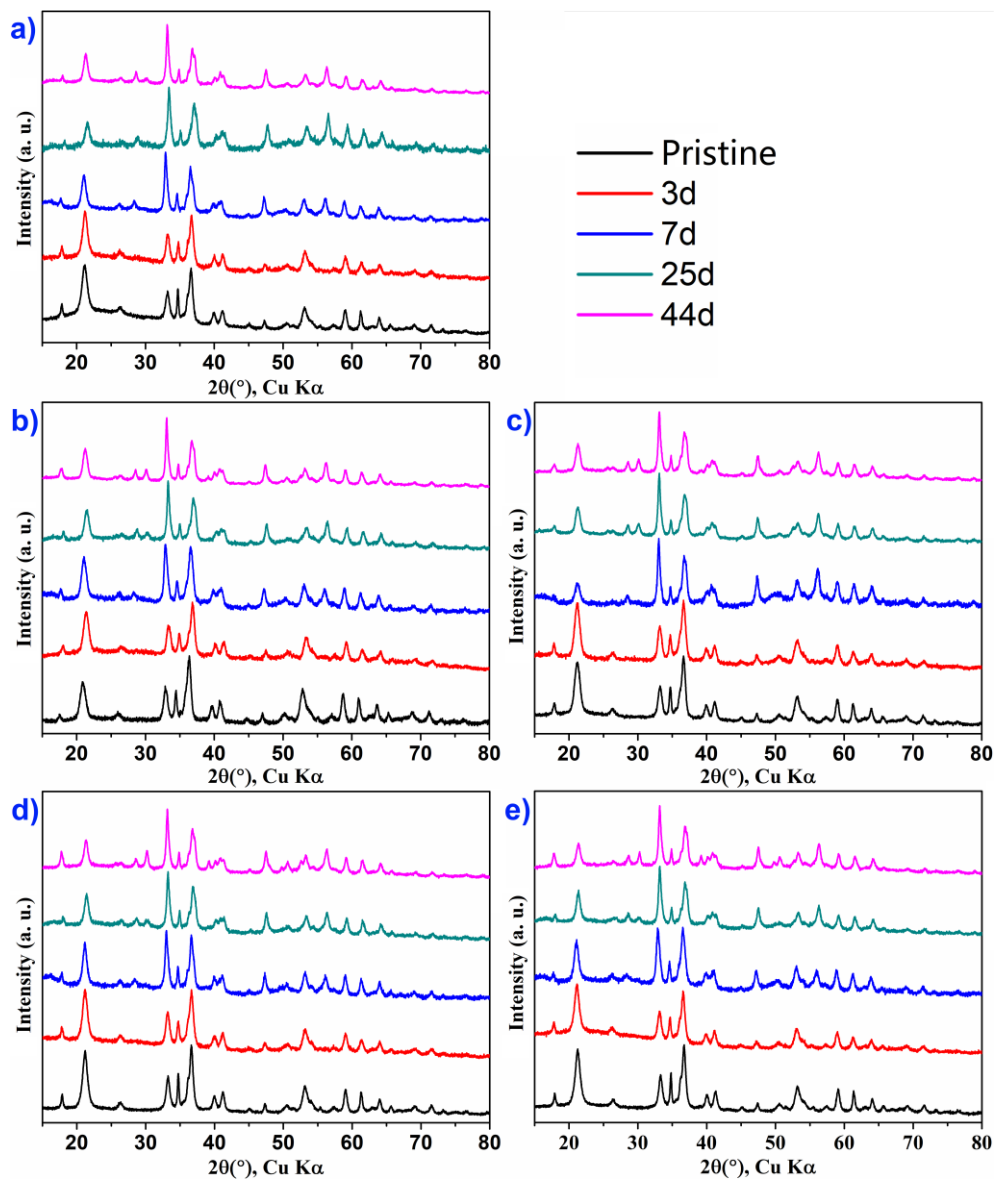 a)
Intensity (a. u.)
20 30 40 50 60 70 80
2θ(°), Cu Kα
Pristine
3d
7d
25d
44d
b)
Intensity (a. u.)
20 30 40 50 60 70 80
2θ(°), Cu Kα
c)
Intensity (a. u.)
20 30 40 50 60 70 80
2θ(°), Cu Kα
d)
Intensity (a. u.)
20 30 40 50 60 70 80
2θ(°), Cu Kα
e)
Intensity (a. u.)
20 30 40 50 60 70 80
2θ(°), Cu Kα